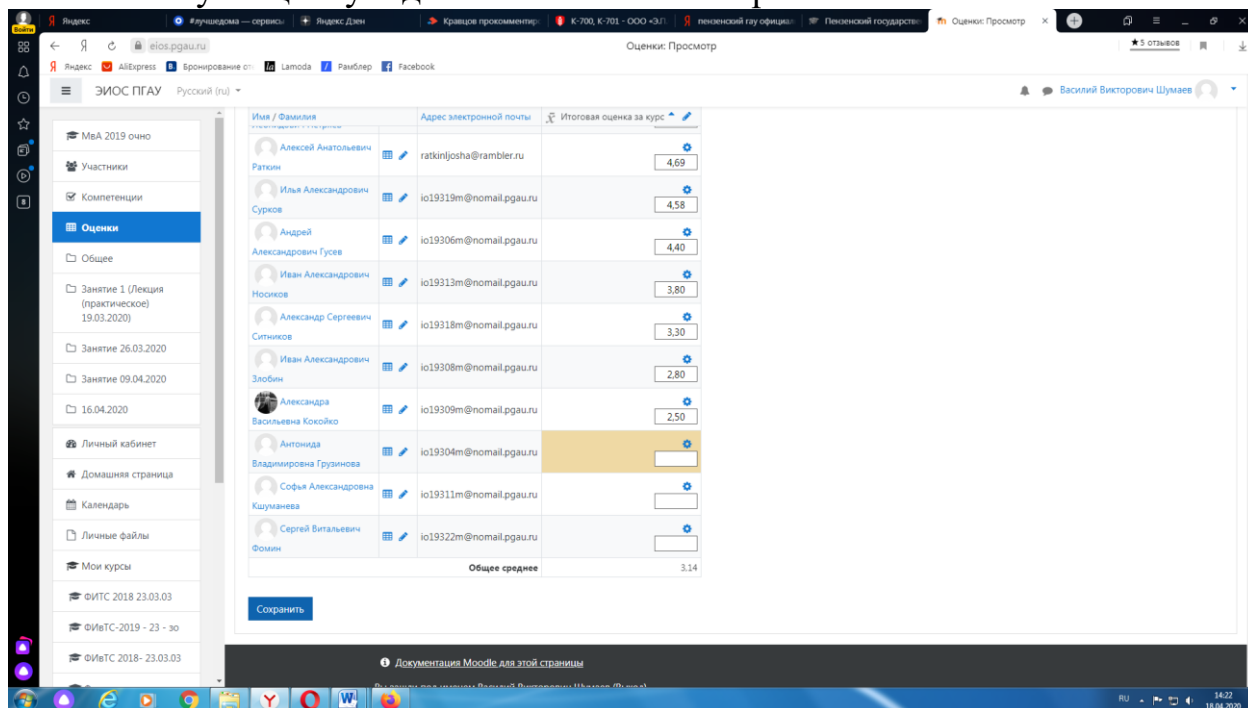 Яндекс
#лучшедома — сервисы
Яндекс.Дзен
Кравцов прокомментир
К-700, К-701 - ООО «Э.П.
пензенский гау официал
Пензенский государстве
Оценки: Просмотр
Войти
eios.pgau.ru
Оценки: Просмотр
★5 отзывов
Яндекс
AliExpress
Бронирование от
Lamoda
Рамблер
Facebook
ЭИОС ПГАУ
Русский (ru)
Василий Викторович Шумаев
МвА 2019 очно
Участники
Компетенции
Оценки
Общее
Занятие 1 (Лекция
(практическое)
19.03.2020)
Занятие 26.03.2020
Занятие 09.04.2020
16.04.2020
Личный кабинет
Домашняя страница
Календарь
Личные файлы
Мои курсы
ФИТС 2018 23.03.03
ФИвТС-2019 - 23 - зо
ФИвТС 2018- 23.03.03
Имя / Фамилия
Адрес электронной почты
Итоговая оценка за курс
Алексей Анатольевич
Раткин
ratkinljosha@rambler.ru
4,69
Илья Александрович
Сурков
io19319m@nomail.pgau.ru
4,58
Андрей
Александрович Гусев
io19306m@nomail.pgau.ru
4,40
Иван Александрович
Носиков
io19313m@nomail.pgau.ru
3,80
Александр Сергеевич
Ситников
io19318m@nomail.pgau.ru
3,30
Иван Александрович
Злобин
io19308m@nomail.pgau.ru
2,80
Александра
Васильевна Кокойко
io19309m@nomail.pgau.ru
2,50
Антонида
Владимировна Грузинова
io19304m@nomail.pgau.ru
Софья Александровна
Кшуманева
io19311m@nomail.pgau.ru
Сергей Витальевич
Фомин
io19322m@nomail.pgau.ru
Общее среднее
3,14
Сохранить
Документация Moodle для этой страницы
RU
14:22
18.04.2020